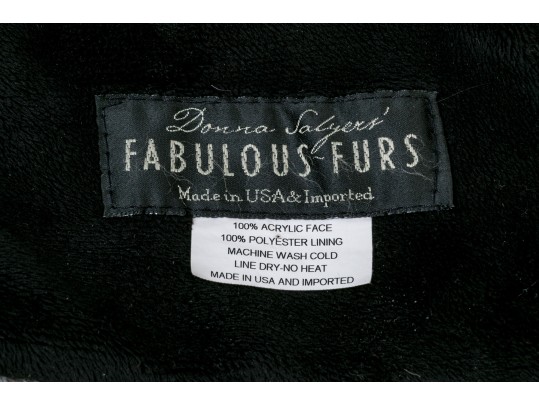 Donna Salyers'
FABULOUS FURS
Made in USA & Imported
100% ACRYLIC FACE
100% POLYESTER LINING
MACHINE WASH COLD
LINE DRY-NO HEAT
MADE IN USA AND IMPORTED